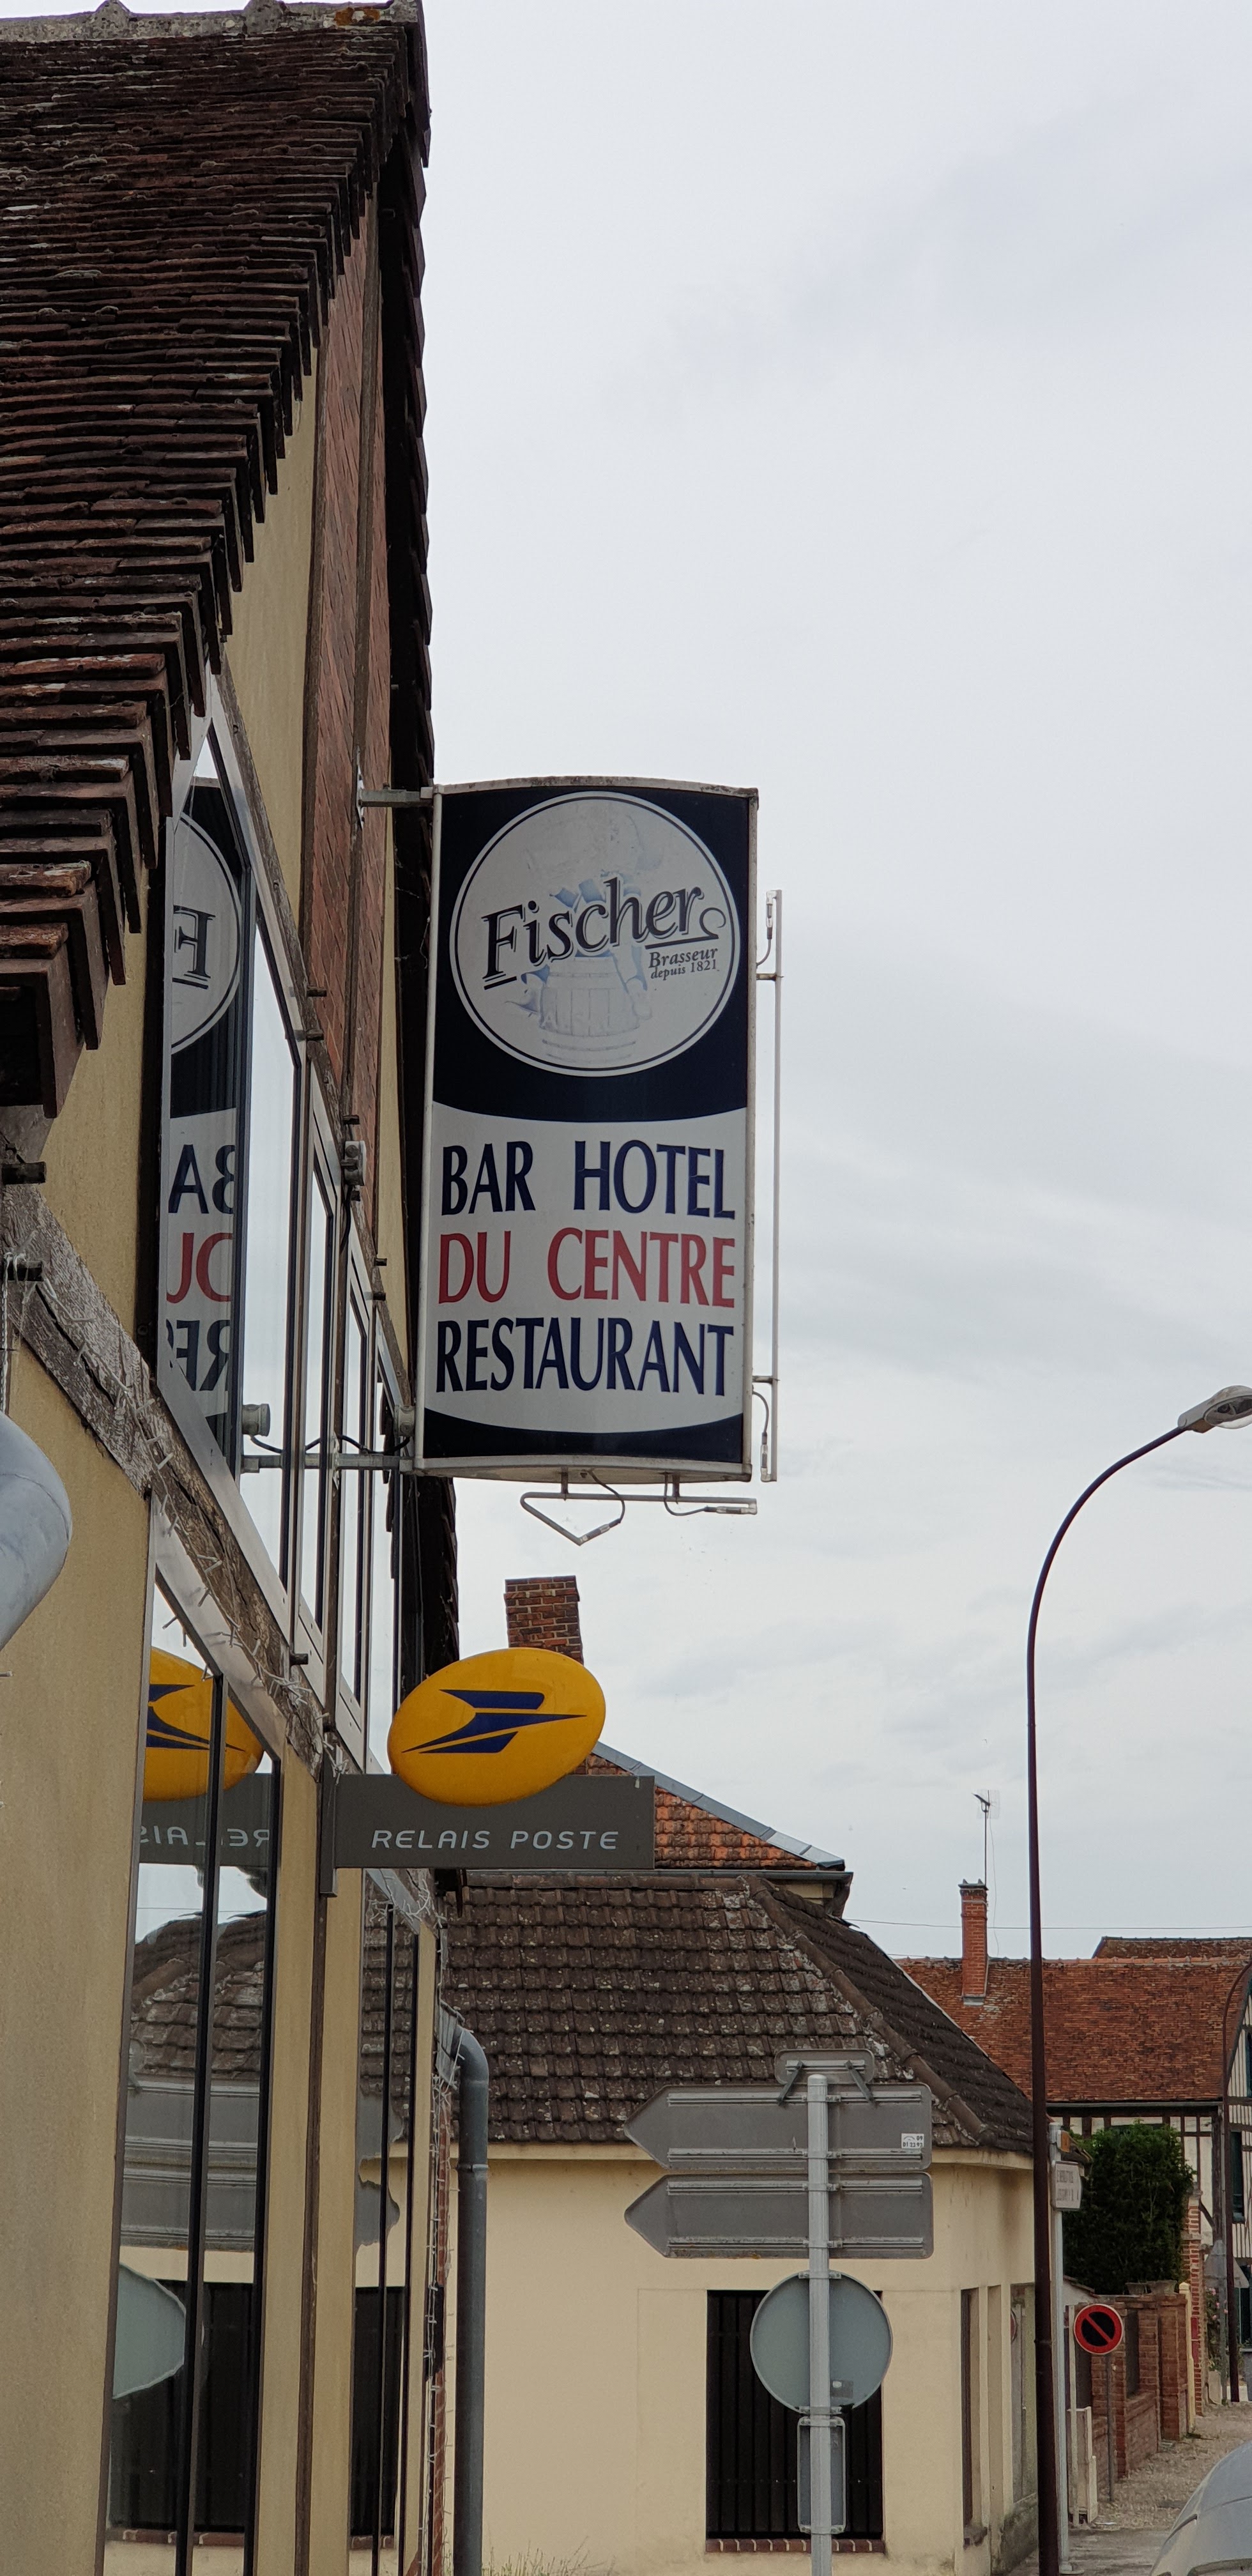 Fischer
Brasseur
depuis 1821
BAR HOTEL
DU CENTRE
RESTAURANT
RELAIS POSTE